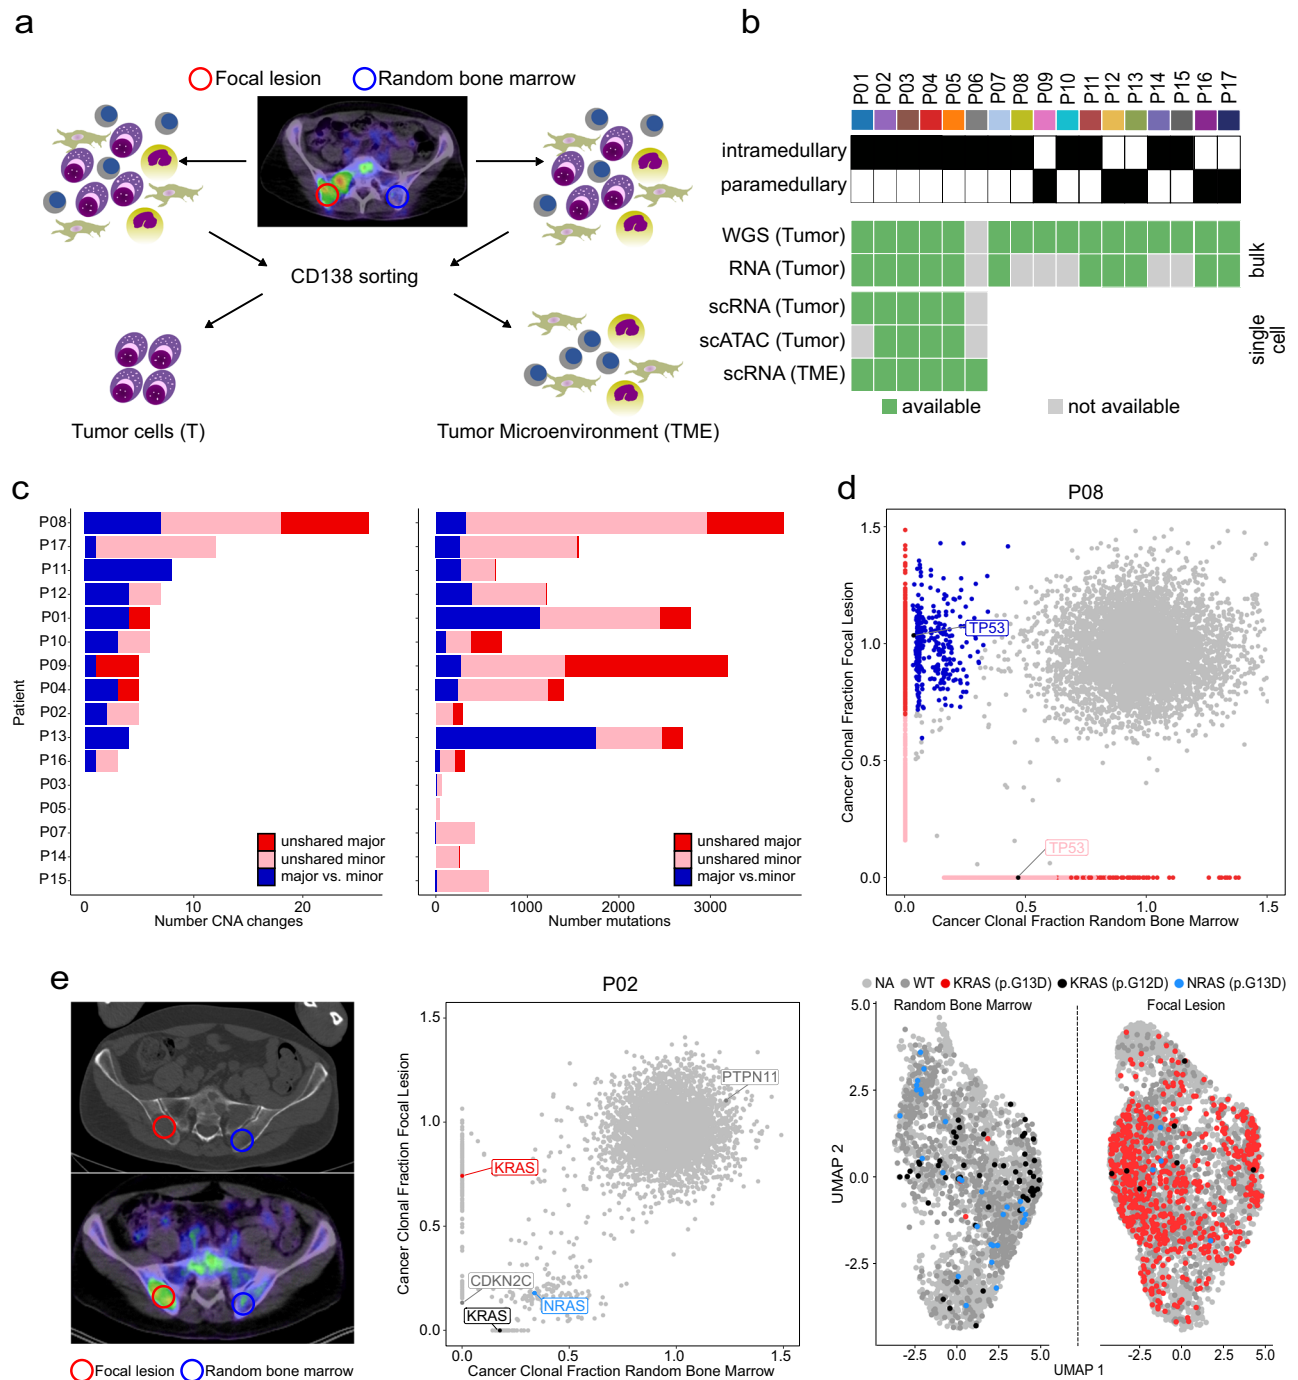 a
Focal lesion
Random bone marrow
CD138 sorting
Tumor cells (T)
Tumor Microenvironment (TME)
b
P01 P02 P03 P04 P05 P06 P07 P08 P09 P10 P11 P12 P13 P14 P15 P16 P17
intramedullary
paramedullary
WGS (Tumor)
RNA (Tumor)
bulk
scRNA (Tumor)
scATAC (Tumor)
scRNA (TME)
single cell
available
not available
c
Patient
P08
P17
P11
P12
P01
P10
P09
P04
P02
P13
P16
P03
P05
P07
P14
P15
unshared major
unshared minor
major vs. minor
0 10 20
Number CNA changes
unshared major
unshared minor
major vs.minor
0 1000 2000 3000
Number mutations
d
P08
Cancer Clonal Fraction Focal Lesion
1.5
1.0
0.5
0.0
TP53
TP53
0.0 0.5 1.0 1.5
Cancer Clonal Fraction Random Bone Marrow
e
Focal lesion
Random bone marrow
P02
Cancer Clonal Fraction Focal Lesion
1.5
1.0
0.5
0.0
PTPN11
KRAS
CDKN2C
KRAS
NRAS
0.0 0.5 1.0 1.5
Cancer Clonal Fraction Random Bone Marrow
NA WT KRAS (p.G13D) KRAS (p.G12D) NRAS (p.G13D)
Random Bone Marrow
Focal Lesion
UMAP 2
5.0
2.5
0.0
-2.5
-2.5 0.0 2.5 5.0
-2.5 0.0 2.5 5.0
UMAP 1